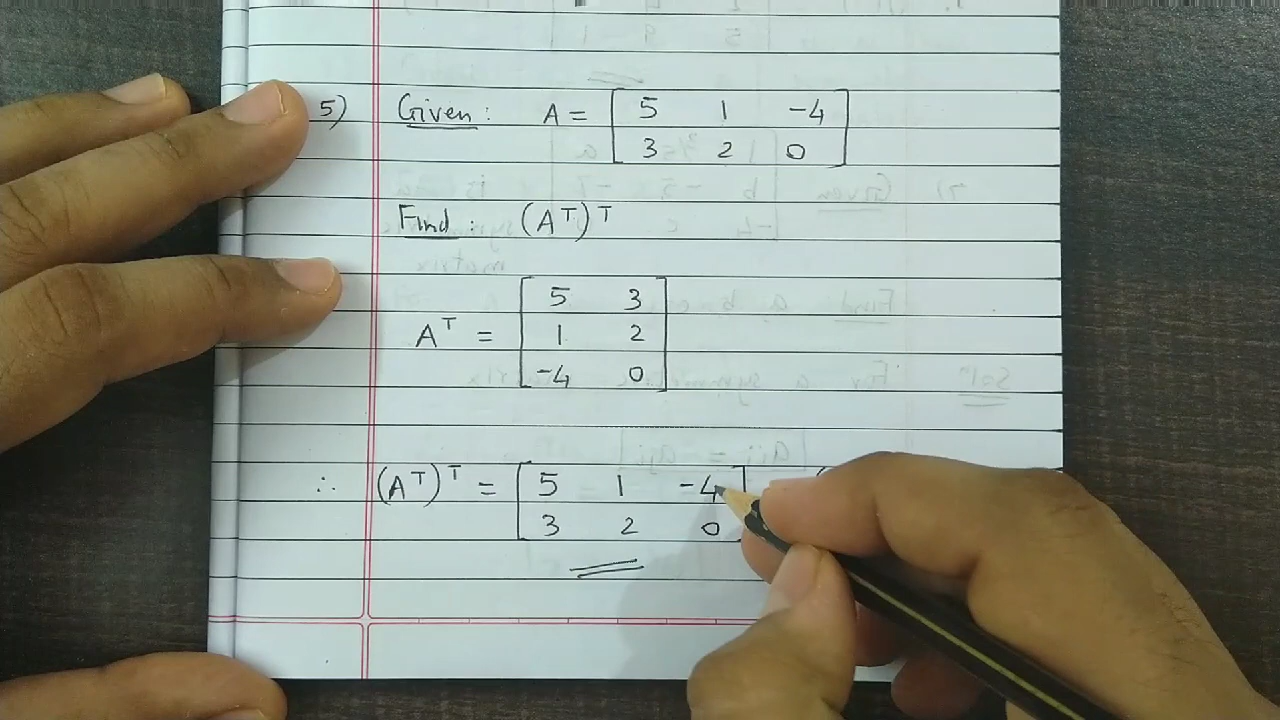 5) Given : A = [ 5 1 -4
3 2 0 ]
Find : (Aᵀ)ᵀ
[ 5 3
Aᵀ = 1 2
-4 0 ]
∴ (Aᵀ)ᵀ = [ 5 1 -4
3 2 0 ]